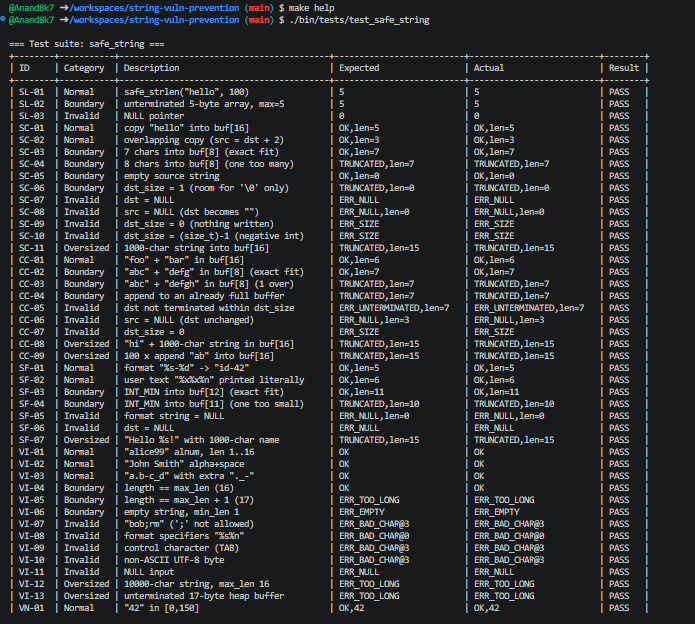 @Anand8k7 ➜ /workspaces/string-vuln-prevention (main) $ make help
@Anand8k7 ➜ /workspaces/string-vuln-prevention (main) $ ./bin/tests/test_safe_string

=== Test suite: safe_string ===
| ID | Category | Description | Expected | Actual | Result |
| SL-01 | Normal | safe_strlen("hello", 100) | 5 | 5 | PASS |
| SL-02 | Boundary | unterminated 5-byte array, max=5 | 5 | 5 | PASS |
| SL-03 | Invalid | NULL pointer | 0 | 0 | PASS |
| SC-01 | Normal | copy "hello" into buf[16] | OK,len=5 | OK,len=5 | PASS |
| SC-02 | Normal | overlapping copy (src = dst + 2) | OK,len=3 | OK,len=3 | PASS |
| SC-03 | Boundary | 7 chars into buf[8] (exact fit) | OK,len=7 | OK,len=7 | PASS |
| SC-04 | Boundary | 8 chars into buf[8] (one too many) | TRUNCATED,len=7 | TRUNCATED,len=7 | PASS |
| SC-05 | Boundary | empty source string | OK,len=0 | OK,len=0 | PASS |
| SC-06 | Boundary | dst_size = 1 (room for '\0' only) | TRUNCATED,len=0 | TRUNCATED,len=0 | PASS |
| SC-07 | Invalid | dst = NULL | ERR_NULL | ERR_NULL | PASS |
| SC-08 | Invalid | src = NULL (dst becomes "") | ERR_NULL,len=0 | ERR_NULL,len=0 | PASS |
| SC-09 | Invalid | dst_size = 0 (nothing written) | ERR_SIZE | ERR_SIZE | PASS |
| SC-10 | Invalid | dst_size = (size_t)-1 (negative int) | ERR_SIZE | ERR_SIZE | PASS |
| SC-11 | Oversized | 1000-char string into buf[16] | TRUNCATED,len=15 | TRUNCATED,len=15 | PASS |
| CC-01 | Normal | "foo" + "bar" in buf[16] | OK,len=6 | OK,len=6 | PASS |
| CC-02 | Boundary | "abc" + "defg" in buf[8] (exact fit) | OK,len=7 | OK,len=7 | PASS |
| CC-03 | Boundary | "abc" + "defgh" in buf[8] (1 over) | TRUNCATED,len=7 | TRUNCATED,len=7 | PASS |
| CC-04 | Boundary | append to an already full buffer | TRUNCATED,len=7 | TRUNCATED,len=7 | PASS |
| CC-05 | Invalid | dst not terminated within dst_size | ERR_UNTERMINATED,len=7 | ERR_UNTERMINATED,len=7 | PASS |
| CC-06 | Invalid | src = NULL (dst unchanged) | ERR_NULL,len=3 | ERR_NULL,len=3 | PASS |
| CC-07 | Invalid | dst_size = 0 | ERR_SIZE | ERR_SIZE | PASS |
| CC-08 | Oversized | "hi" + 1000-char string in buf[16] | TRUNCATED,len=15 | TRUNCATED,len=15 | PASS |
| CC-09 | Oversized | 100 x append "ab" into buf[16] | TRUNCATED,len=15 | TRUNCATED,len=15 | PASS |
| SF-01 | Normal | format "%s-%d" -> "id-42" | OK,len=5 | OK,len=5 | PASS |
| SF-02 | Normal | user text "%x%x%n" printed literally | OK,len=6 | OK,len=6 | PASS |
| SF-03 | Boundary | INT_MIN into buf[12] (exact fit) | OK,len=11 | OK,len=11 | PASS |
| SF-04 | Boundary | INT_MIN into buf[11] (one too small) | TRUNCATED,len=10 | TRUNCATED,len=10 | PASS |
| SF-05 | Invalid | format string = NULL | ERR_NULL,len=0 | ERR_NULL,len=0 | PASS |
| SF-06 | Invalid | dst = NULL | ERR_NULL | ERR_NULL | PASS |
| SF-07 | Oversized | "Hello %s!" with 1000-char name | TRUNCATED,len=15 | TRUNCATED,len=15 | PASS |
| VI-01 | Normal | "alice99" alnum, len 1..16 | OK | OK | PASS |
| VI-02 | Normal | "John Smith" alpha+space | OK | OK | PASS |
| VI-03 | Normal | "a.b-c_d" with extra "._-" | OK | OK | PASS |
| VI-04 | Boundary | length == max_len (16) | OK | OK | PASS |
| VI-05 | Boundary | length == max_len + 1 (17) | ERR_TOO_LONG | ERR_TOO_LONG | PASS |
| VI-06 | Boundary | empty string, min_len 1 | ERR_EMPTY | ERR_EMPTY | PASS |
| VI-07 | Invalid | "bob;rm" (';' not allowed) | ERR_BAD_CHAR@3 | ERR_BAD_CHAR@3 | PASS |
| VI-08 | Invalid | format specifiers "%s%n" | ERR_BAD_CHAR@0 | ERR_BAD_CHAR@0 | PASS |
| VI-09 | Invalid | control character (TAB) | ERR_BAD_CHAR@3 | ERR_BAD_CHAR@3 | PASS |
| VI-10 | Invalid | non-ASCII UTF-8 byte | ERR_BAD_CHAR@3 | ERR_BAD_CHAR@3 | PASS |
| VI-11 | Invalid | NULL input | ERR_NULL | ERR_NULL | PASS |
| VI-12 | Oversized | 10000-char string, max_len 16 | ERR_TOO_LONG | ERR_TOO_LONG | PASS |
| VI-13 | Oversized | unterminated 17-byte heap buffer | ERR_TOO_LONG | ERR_TOO_LONG | PASS |
| VN-01 | Normal | "42" in [0,150] | OK,42 | OK,42 | PASS |